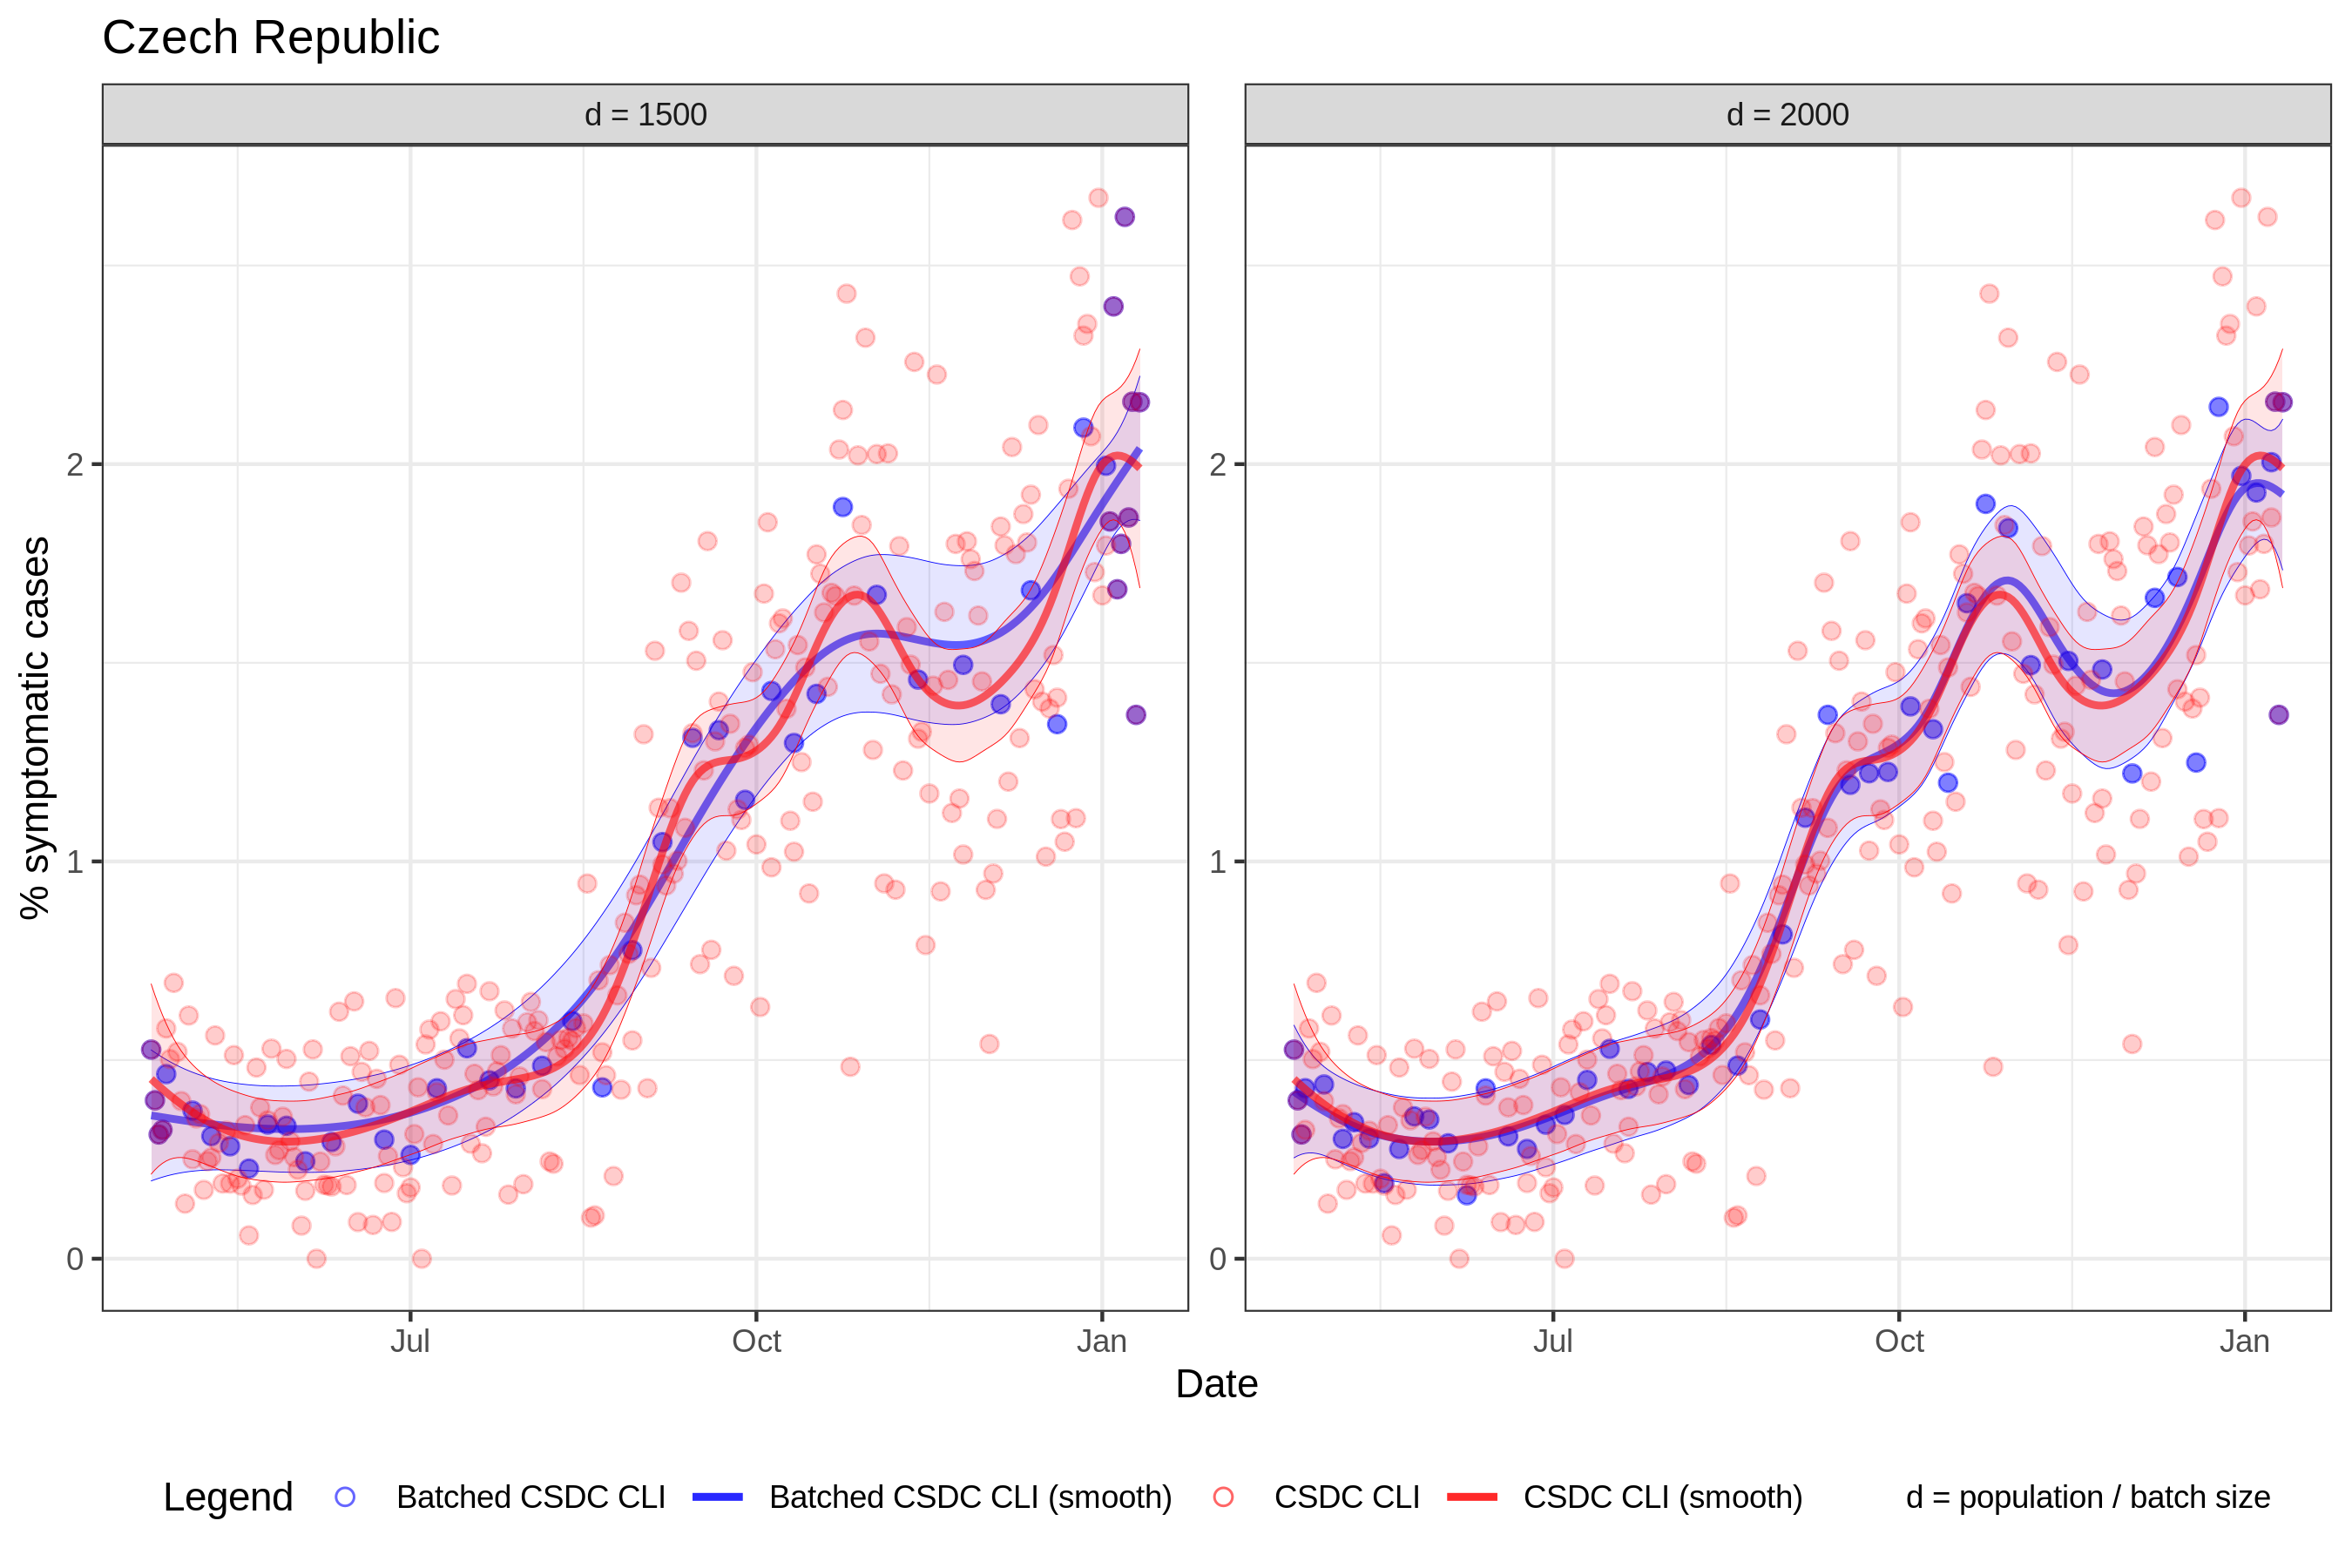 Czech Republic
d = 1500
d = 2000
% symptomatic cases
2
1
0
2
1
0
Jul
Oct
Jan
Jul
Oct
Jan
Date
Legend
Batched CSDC CLI
Batched CSDC CLI (smooth)
CSDC CLI
CSDC CLI (smooth)
d = population / batch size